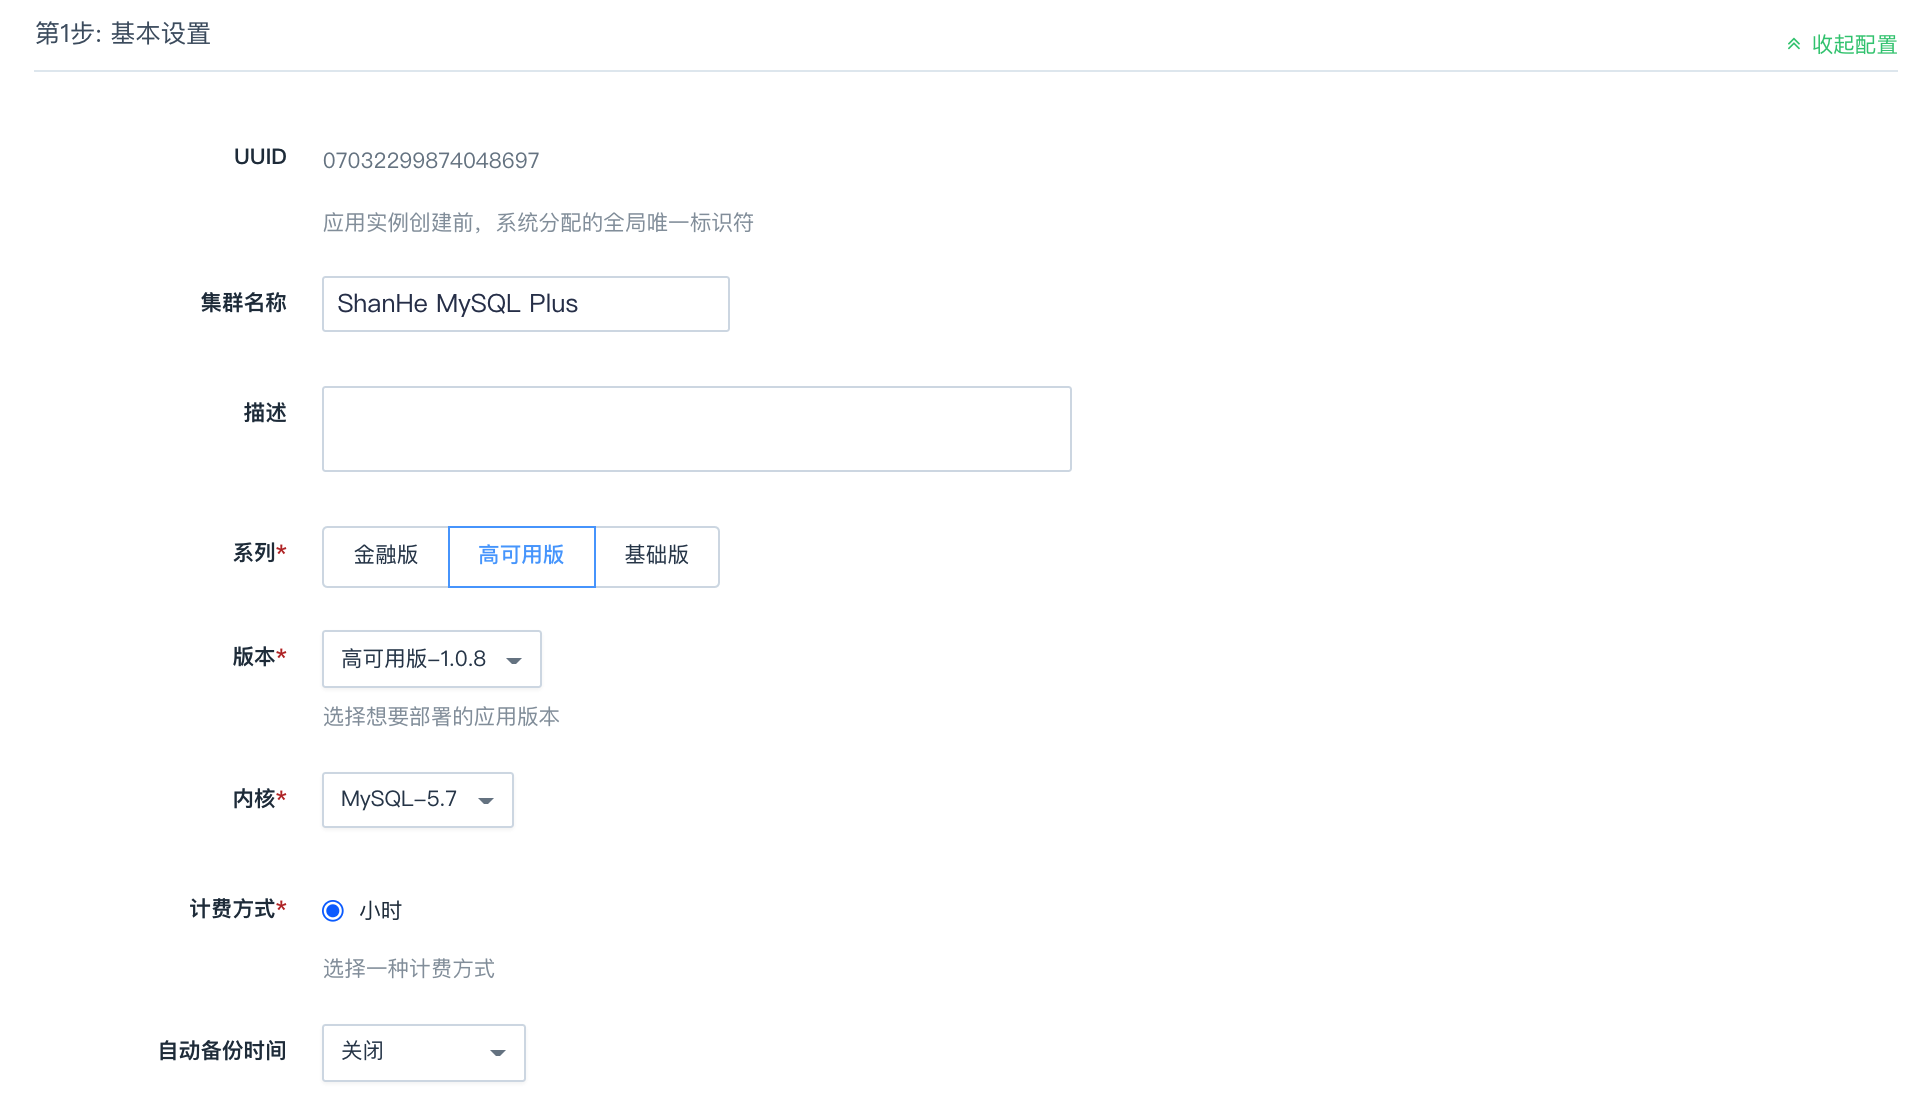 第1步: 基本设置
收起配置
UUID
07032299874048697
应用实例创建前，系统分配的全局唯一标识符
集群名称
ShanHe MySQL Plus
描述
系列*
金融版
高可用版
基础版
版本*
高可用版-1.0.8
选择想要部署的应用版本
内核*
MySQL-5.7
计费方式*
小时
选择一种计费方式
自动备份时间
关闭